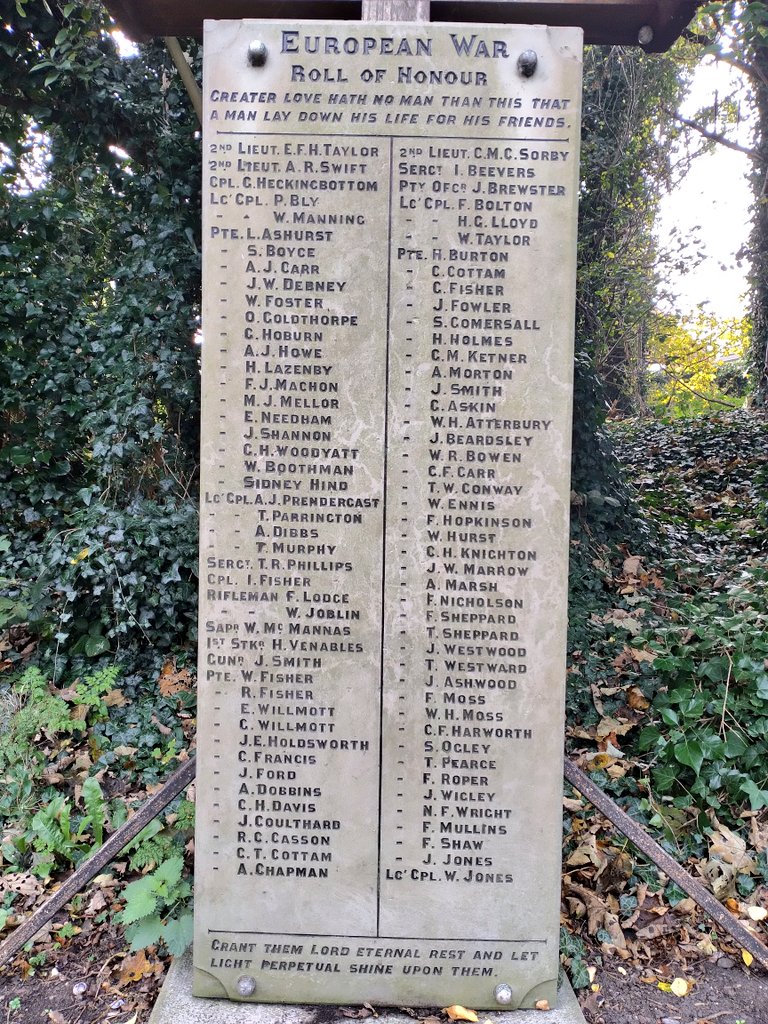 European War
Roll of Honour
Greater love hath no man than this that
a man lay down his life for his friends.
2nd Lieut. E.F.H. Taylor
2nd Lieut. A.R. Swift
Cpl. G. Heckingbottom
Lce Cpl. P. Bly
" " W. Manning
Pte. L. Ashurst
- S. Boyce
- A.J. Carr
- J.W. Debney
- W. Foster
- O. Goldthorpe
- G. Hoburn
- A.J. Howe
- H. Lazenby
- F.J. Machon
- M.J. Mellor
- E. Needham
- J. Shannon
- G.H. Woodyatt
- W. Boothman
- Sidney Hind
Lce Cpl. A.J. Prendergast
- - T. Parrington
- - A. Dibbs
- - T. Murphy
Sergt. T.R. Phillips
Cpl. I. Fisher
Rifleman F. Lodge
- - W. Joblin
Sapr W. Mc Mannas
1st Stkr H. Venables
Gunr J. Smith
Pte. W. Fisher
- R. Fisher
- E. Willmott
- C. Willmott
- J.E. Holdsworth
- C. Francis
- J. Ford
- A. Dobbins
- C.H. Davis
- J. Coulthard
- R.G. Casson
- C.T. Cottam
- A. Chapman
2nd Lieut. C.M.C. Sorby
Sergt I. Beevers
Pty Ofcr J. Brewster
Lce Cpl. F. Bolton
- - H.G. Lloyd
- - W. Taylor
Pte. H. Burton
- C. Cottam
- C. Fisher
- J. Fowler
- S. Gomersall
- H. Holmes
- G.M. Ketner
- A. Morton
- J. Smith
- G. Askin
- W.H. Atterbury
- J. Beardsley
- W.R. Bowen
- C.F. Carr
- T.W. Conway
- W. Ennis
- F. Hopkinson
- W. Hurst
- C.H. Knichton
- J.W. Marrow
- A. Marsh
- F. Nicholson
- F. Sheppard
- T. Sheppard
- J. Westwood
- T. Westward
- J. Ashwood
- F. Moss
- W.H. Moss
- C.F. Harworth
- S. Ogley
- T. Pearce
- F. Roper
- J. Wigley
- N.F. Wright
- F. Mullins
- F. Shaw
- J. Jones
Lce Cpl. W. Jones
Grant them Lord eternal rest and let
light perpetual shine upon them.